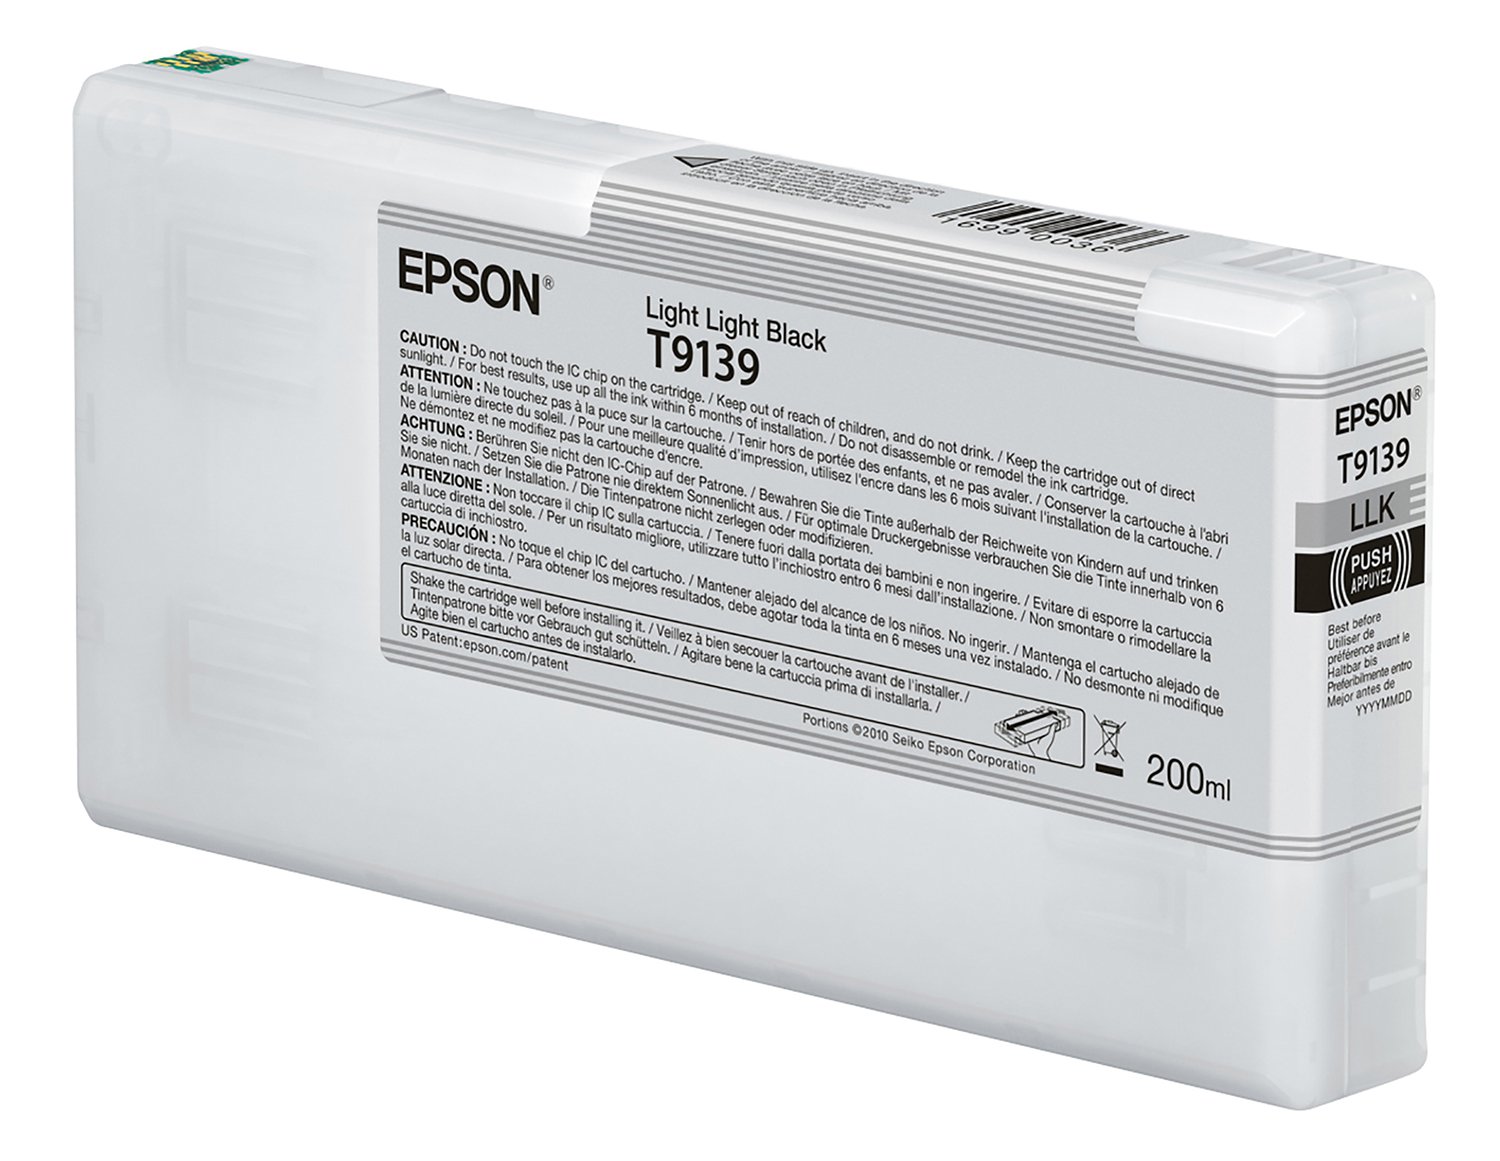 1699 0036
EPSON®
Light Light Black
T9139
CAUTION : Do not touch the IC chip on the cartridge. / Keep out of reach of children, and do not drink. / Keep the cartridge out of direct
sunlight. / For best results, use up all the ink within 6 months of installation. / Do not disassemble or remodel the ink cartridge.
ATTENTION : Ne touchez pas à la puce sur la cartouche. / Tenir hors de portée des enfants, et ne pas avaler. / Conserver la cartouche à l'abri
de la lumière directe du soleil. / Pour une meilleure qualité d'impression, utilisez l'encre dans les 6 mois suivant l'installation de la cartouche. /
Ne démontez et ne modifiez pas la cartouche d'encre.
ACHTUNG : Berühren Sie nicht den IC-Chip auf der Patrone. / Bewahren Sie die Tinte außerhalb der Reichweite von Kindern auf und trinken
Sie sie nicht. / Setzen Sie die Patrone nie direktem Sonnenlicht aus. / Für optimale Druckergebnisse verbrauchen Sie die Tinte innerhalb von 6
Monaten nach der Installation. / Die Tintenpatrone nicht zerlegen oder modifizieren.
ATTENZIONE : Non toccare il chip IC sulla cartuccia. / Tenere fuori dalla portata dei bambini e non ingerire. / Evitare di esporre la cartuccia
alla luce diretta del sole. / Per un risultato migliore, utilizzare tutto l'inchiostro entro 6 mesi dall'installazione. / Non smontare o rimodellare la
cartuccia di inchiostro.
PRECAUCIÓN : No toque el chip IC del cartucho. / Mantener alejado del alcance de los niños. No ingerir. / Mantenga el cartucho alejado de
la luz solar directa. / Para obtener los mejores resultados, debe agotar toda la tinta en 6 meses una vez instalado. / No desmonte ni modifique
el cartucho de tinta.
Shake the cartridge well before installing it. / Veillez à bien secouer la cartouche avant de l'installer. /
Tintenpatrone bitte vor Gebrauch gut schütteln. / Agitare bene la cartuccia prima di installarla. /
Agite bien el cartucho antes de instalarlo.
US Patent:epson.com/patent
Portions ©2010 Seiko Epson Corporation
200ml
EPSON®
T9139
LLK
PUSH
APPUYEZ
Best before
Utiliser de
préférence avant le
Haltbar bis
Preferibilmente entro
Mejor antes de
YYYYMMDD